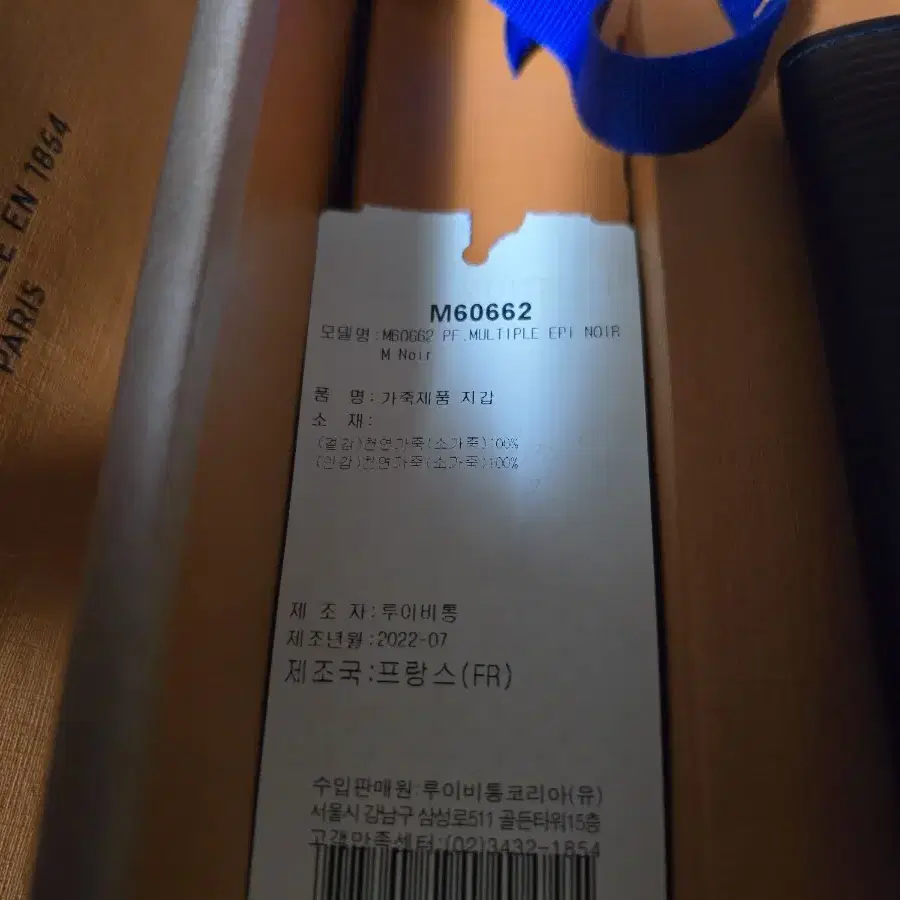 E EN 1854
PARIS
M60662
모델명:M60662 PF.MULTIPLE EPI NOIR
M Noir
품 명:가죽제품 지갑
소 재:
(겉감)천연가죽(소가죽)100%
(안감)천연가죽(소가죽)100%
제 조 자:루이비통
제조년월:2022-07
제조국:프랑스(FR)
수입판매원:루이비통코리아(유)
서울시 강남구 삼성로511 골든타워15층
고객만족센터:(02)3432-1854